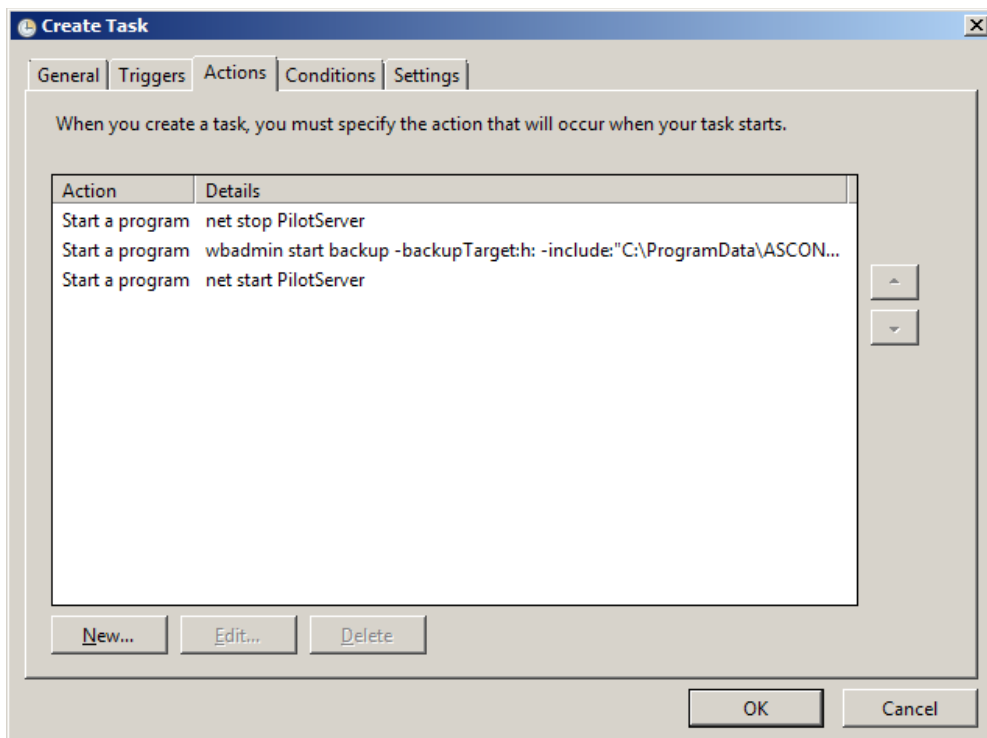 Create Task
General Triggers Actions Conditions Settings
When you create a task, you must specify the action that will occur when your task starts.
Action Details
Start a program net stop PilotServer
Start a program wbadmin start backup -backupTarget:h: -include:"C:\ProgramData\ASCON...
Start a program net start PilotServer
New... Edit... Delete
OK Cancel